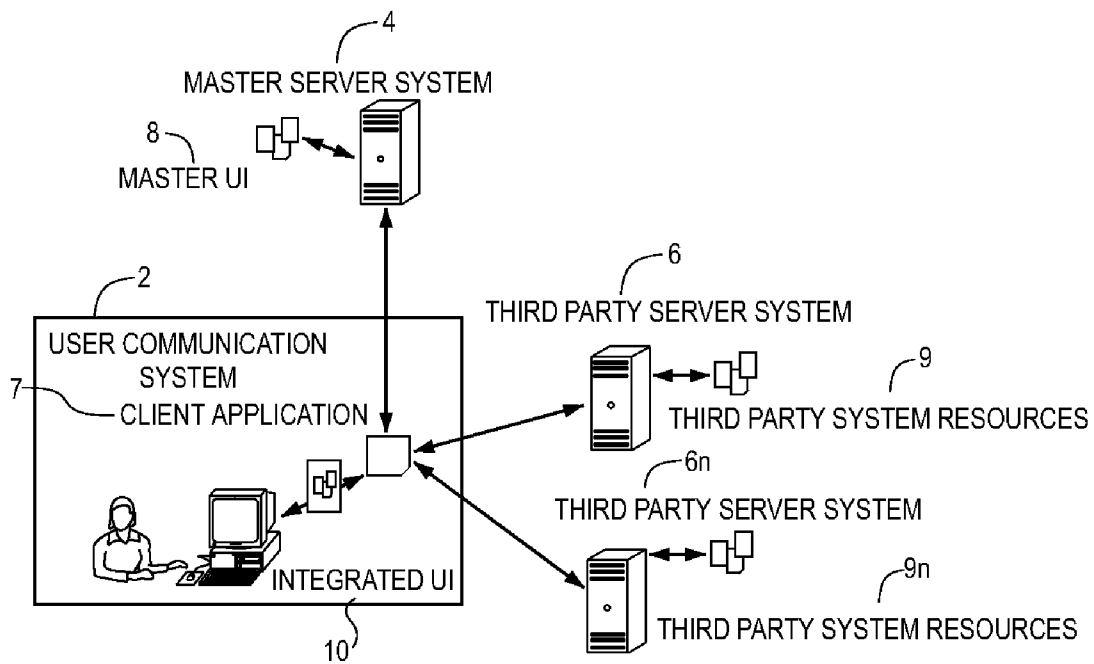 4
MASTER SERVER SYSTEM
8
MASTER UI
2
USER COMMUNICATION
SYSTEM
7
CLIENT APPLICATION
INTEGRATED UI
10
6
THIRD PARTY SERVER SYSTEM
9
THIRD PARTY SYSTEM RESOURCES
6n
THIRD PARTY SERVER SYSTEM
9n
THIRD PARTY SYSTEM RESOURCES